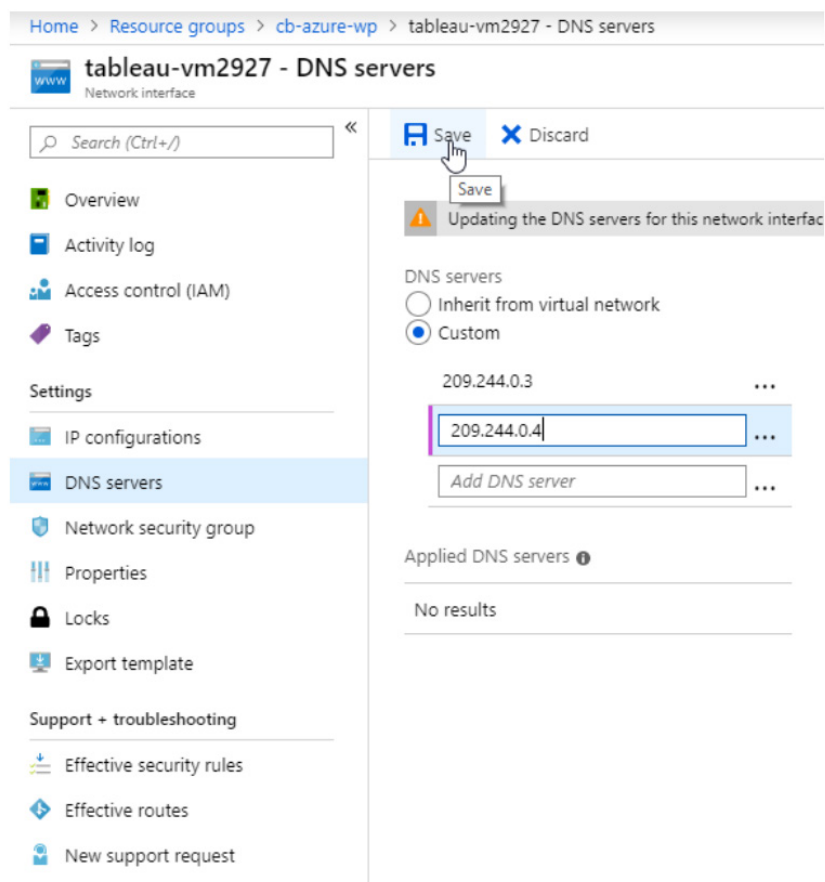 Home > Resource groups > cb-azure-wp > tableau-vm2927 - DNS servers
tableau-vm2927 - DNS servers
www
Network interface
Search (Ctrl+/)
«
Overview
Activity log
Access control (IAM)
Tags
Settings
IP configurations
DNS servers
Network security group
Properties
Locks
Export template
Support + troubleshooting
Effective security rules
Effective routes
New support request
Save
Discard
Save
Updating the DNS servers for this network interfac
DNS servers
Inherit from virtual network
Custom
209.244.0.3 ...
209.244.0.4 ...
Add DNS server ...
Applied DNS servers
No results